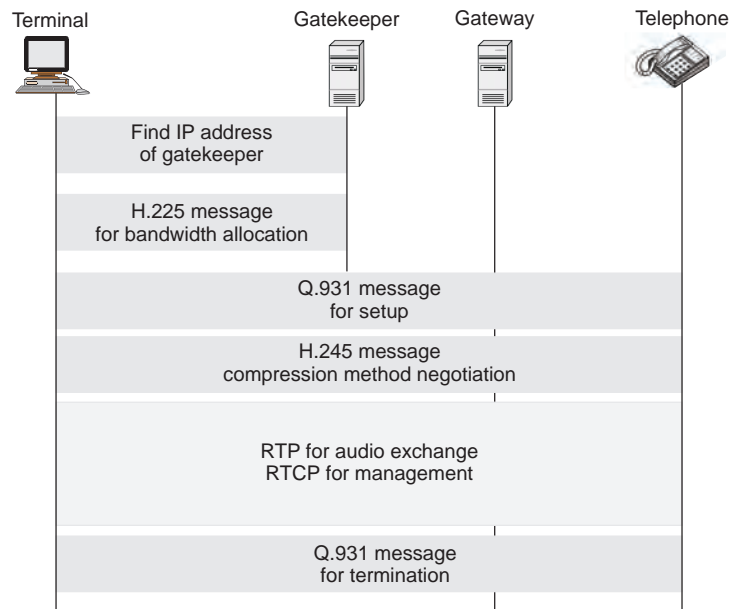 Terminal
Gatekeeper
Gateway
Telephone
Find IP address
of gatekeeper
H.225 message
for bandwidth allocation
Q.931 message
for setup
H.245 message
compression method negotiation
RTP for audio exchange
RTCP for management
Q.931 message
for termination